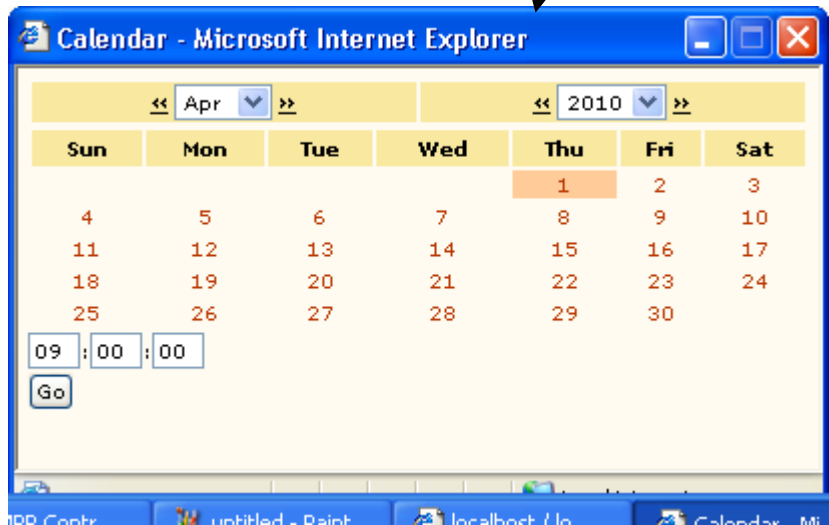 Calendar - Microsoft Internet Explorer
<< Apr >> << 2010 >>
Sun Mon Tue Wed Thu Fri Sat
1 2 3
4 5 6 7 8 9 10
11 12 13 14 15 16 17
18 19 20 21 22 23 24
25 26 27 28 29 30
09 : 00 : 00
Go
untitled - Paint localhost / lo Calendar - Mi